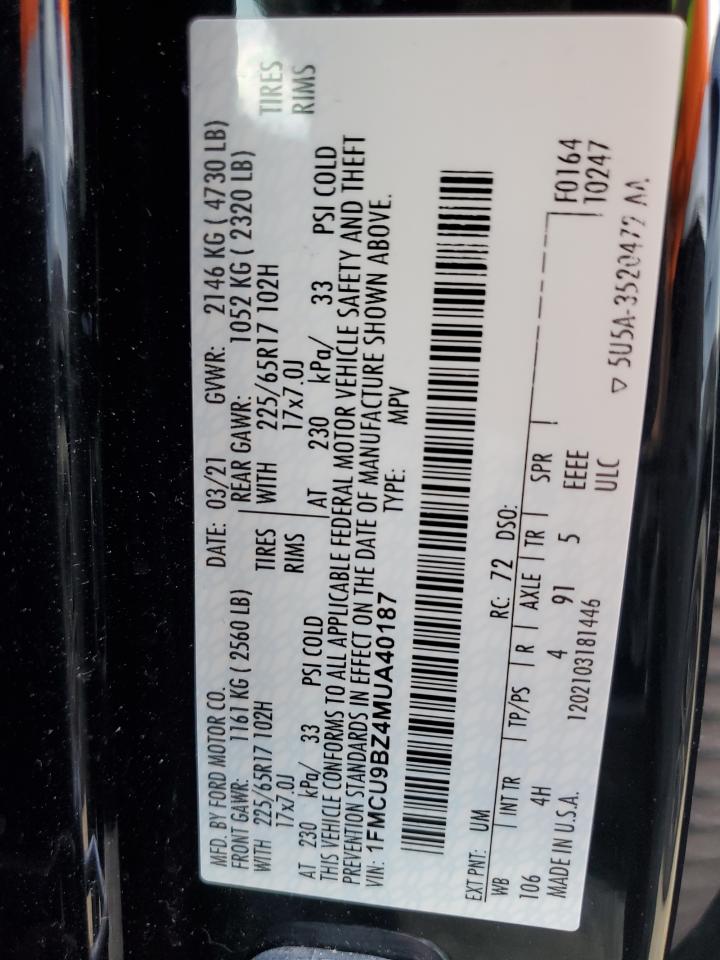 MFD. BY FORD MOTOR CO. DATE: 03/21 GVWR: 2146 KG ( 4730 LB)
FRONT GAWR: 1161 KG ( 2560 LB) REAR GAWR: 1052 KG ( 2320 LB)
WITH 225/65R17 102H TIRES WITH 225/65R17 102H TIRES
17x7.0J RIMS 17x7.0J RIMS
AT 230 kPa/ 33 PSI COLD AT 230 kPa/ 33 PSI COLD
THIS VEHICLE CONFORMS TO ALL APPLICABLE FEDERAL MOTOR VEHICLE SAFETY AND THEFT
PREVENTION STANDARDS IN EFFECT ON THE DATE OF MANUFACTURE SHOWN ABOVE.
VIN: 1FMCU9BZ4MUA40187 TYPE: MPV
EXT PNT: UM RC: 72 DSO:
WB INT TR TP/PS R AXLE TR SPR F0164
106 4H 4 91 5 EEEE T0247
MADE IN U.S.A. 1202103181446 ULC
▽ 5U5A-3520472 AA